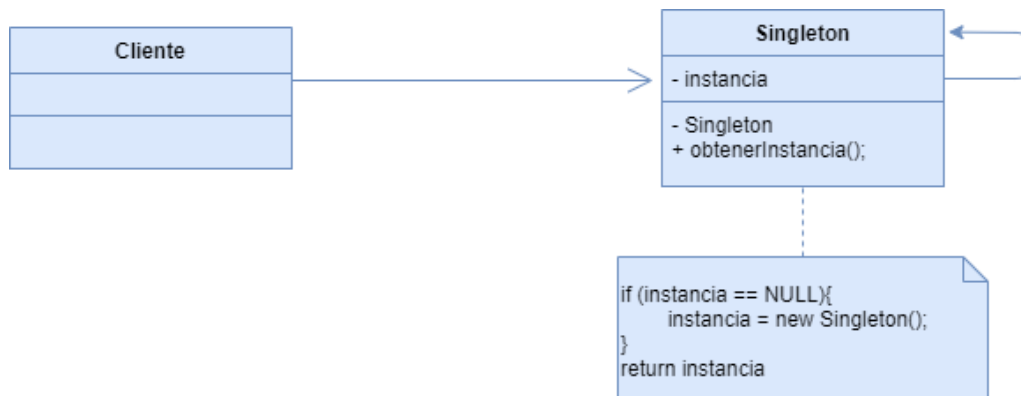 Cliente
Singleton
- instancia
- Singleton
+ obtenerInstancia();
if (instancia == NULL){
instancia = new Singleton();
}
return instancia